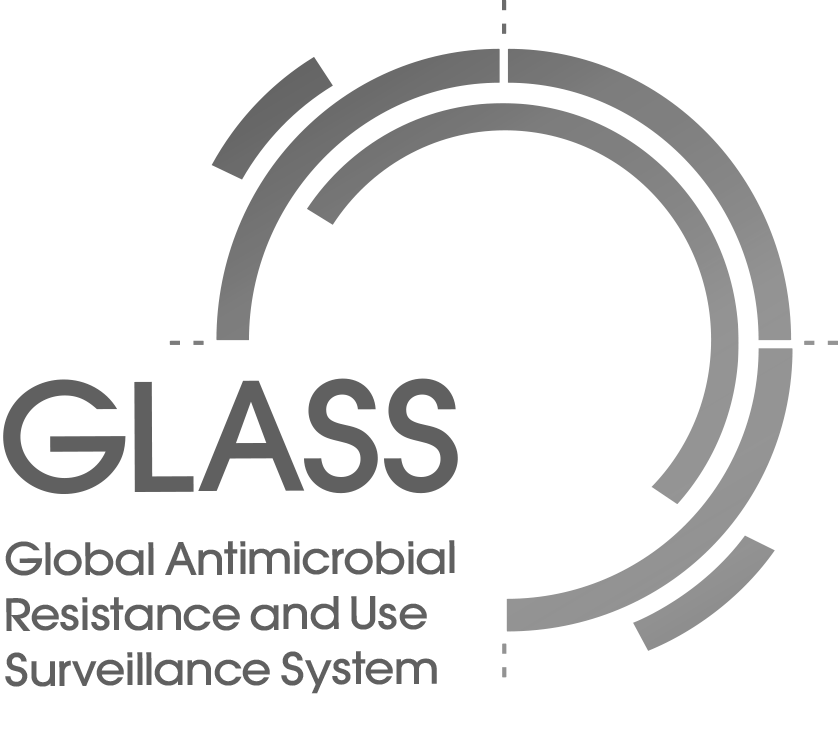 GLASS
Global Antimicrobial
Resistance and Use
Surveillance System